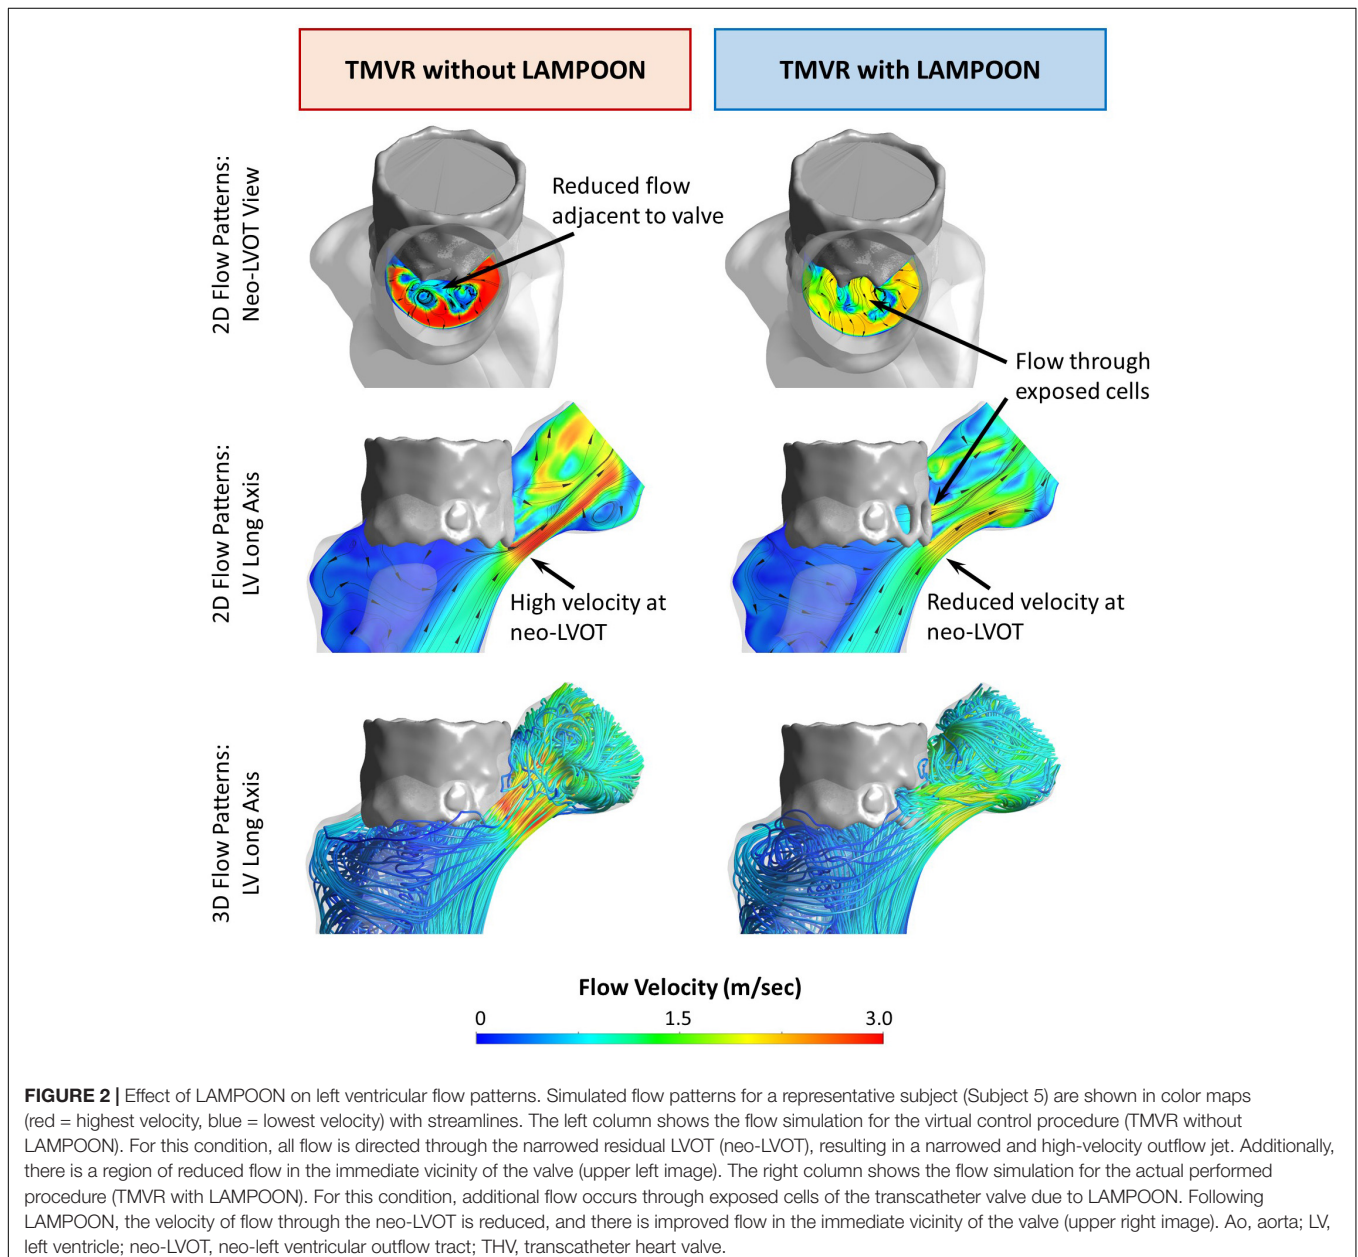 TMVR without LAMPOON
TMVR with LAMPOON
2D Flow Patterns:
Neo-LVOT View
Reduced flow
adjacent to valve
Flow through
exposed cells
2D Flow Patterns:
LV Long Axis
High velocity at
neo-LVOT
Reduced velocity at
neo-LVOT
3D Flow Patterns:
LV Long Axis
Flow Velocity (m/sec)
0 1.5 3.0
FIGURE 2 | Effect of LAMPOON on left ventricular flow patterns. Simulated flow patterns for a representative subject (Subject 5) are shown in color maps
(red = highest velocity, blue = lowest velocity) with streamlines. The left column shows the flow simulation for the virtual control procedure (TMVR without
LAMPOON). For this condition, all flow is directed through the narrowed residual LVOT (neo-LVOT), resulting in a narrowed and high-velocity outflow jet. Additionally,
there is a region of reduced flow in the immediate vicinity of the valve (upper left image). The right column shows the flow simulation for the actual performed
procedure (TMVR with LAMPOON). For this condition, additional flow occurs through exposed cells of the transcatheter valve due to LAMPOON. Following
LAMPOON, the velocity of flow through the neo-LVOT is reduced, and there is improved flow in the immediate vicinity of the valve (upper right image). Ao, aorta; LV,
left ventricle; neo-LVOT, neo-left ventricular outflow tract; THV, transcatheter heart valve.